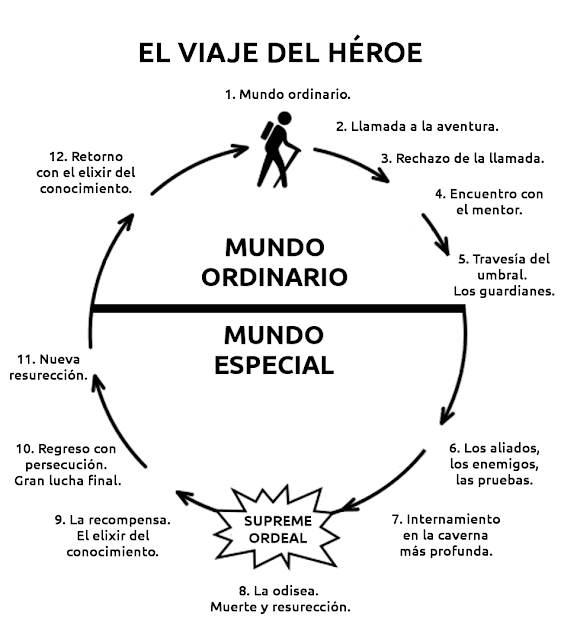 EL VIAJE DEL HÉROE
1. Mundo ordinario.
2. Llamada a la aventura.
3. Rechazo de la llamada.
4. Encuentro con
el mentor.
5. Travesía del
umbral.
Los guardianes.
MUNDO
ORDINARIO
MUNDO
ESPECIAL
6. Los aliados,
los enemigos,
las pruebas.
7. Internamiento
en la caverna
más profunda.
SUPREME
ORDEAL
8. La odisea.
Muerte y resurección.
9. La recompensa.
El elixir del
conocimiento.
10. Regreso con
persecución.
Gran lucha final.
11. Nueva
resurección.
12. Retorno
con el elixir del
conocimiento.